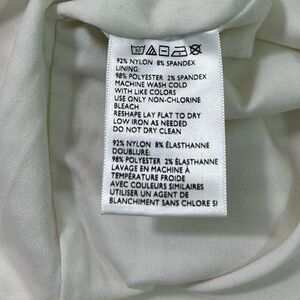 92% NYLON 8% SPANDEX
LINING:
98% POLYESTER 2% SPANDEX
MACHINE WASH COLD
WITH LIKE COLORS
USE ONLY NON-CHLORINE
BLEACH
RESHAPE LAY FLAT TO DRY
LOW IRON AS NEEDED
DO NOT DRY CLEAN
92% NYLON 8% ÉLASTHANNE
DOUBLURE:
98% POLYESTER 2% ÉLASTHANNE
LAVAGE EN MACHINE À
TEMPÉRATURE FROIDE
AVEC COULEURS SIMILAIRES
UTILISER UN AGENT DE
BLANCHIMENT SANS CHLORE SI